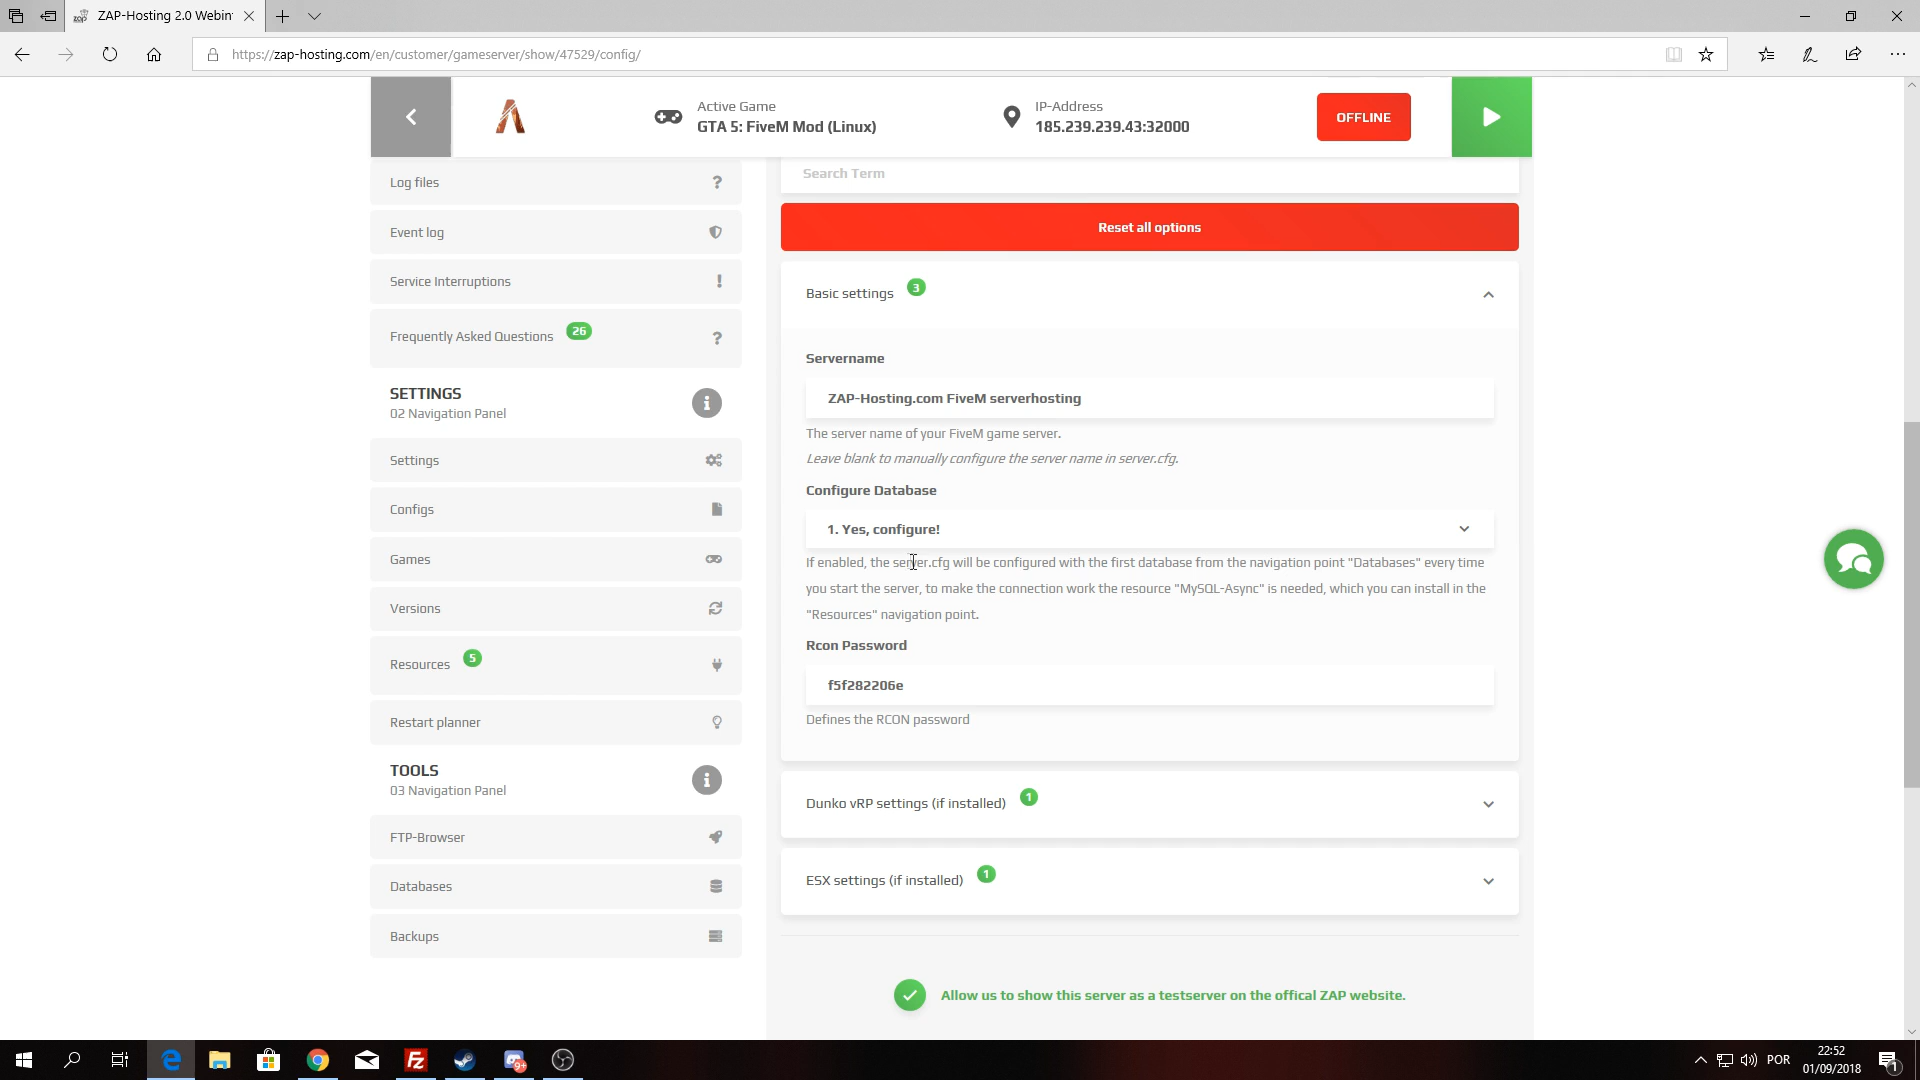 ZAP-Hosting 2.0 Webin
https://zap-hosting.com/en/customer/gameserver/show/47529/config/
Active Game
GTA 5: FiveM Mod (Linux)
IP-Address
185.239.239.43:32000
OFFLINE
Log files
Event log
Service Interruptions
Frequently Asked Questions 26
SETTINGS
02 Navigation Panel
Settings
Configs
Games
Versions
Resources 5
Restart planner
TOOLS
03 Navigation Panel
FTP-Browser
Databases
Backups
Search Term
Reset all options
Basic settings 3
Servername
ZAP-Hosting.com FiveM serverhosting
The server name of your FiveM game server.
Leave blank to manually configure the server name in server.cfg.
Configure Database
1. Yes, configure!
If enabled, the server.cfg will be configured with the first database from the navigation point "Databases" every time
you start the server, to make the connection work the resource "MySQL-Async" is needed, which you can install in the
"Resources" navigation point.
Rcon Password
f5f282206e
Defines the RCON password
Dunko vRP settings (if installed) 1
ESX settings (if installed) 1
Allow us to show this server as a testserver on the offical ZAP website.
9+
POR
22:52
01/09/2018
1